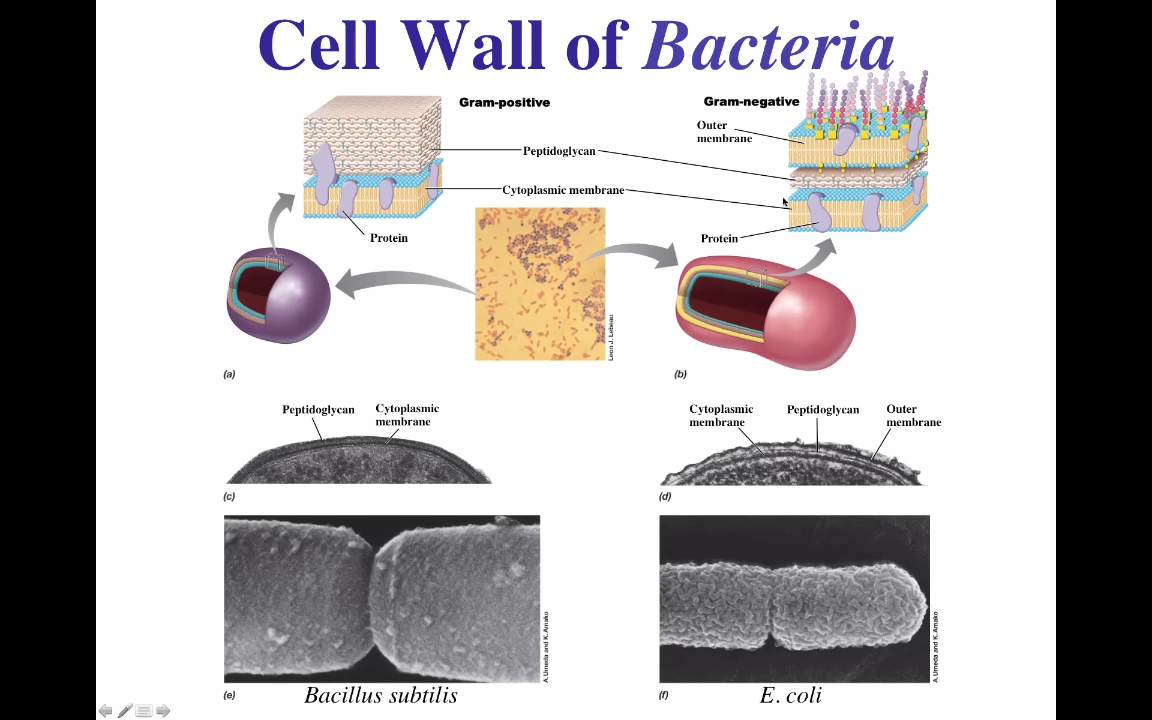 Cell Wall of Bacteria
Gram-positive
Gram-negative
Outer
membrane
Peptidoglycan
Cytoplasmic membrane
Protein
Protein
Leon J. Lebeau
(a)
(b)
Peptidoglycan
Cytoplasmic
membrane
Cytoplasmic
membrane
Peptidoglycan
Outer
membrane
(c)
(d)
A. Umeda and K. Amako
A. Umeda and K. Amako
(e)
Bacillus subtilis
(f)
E. coli